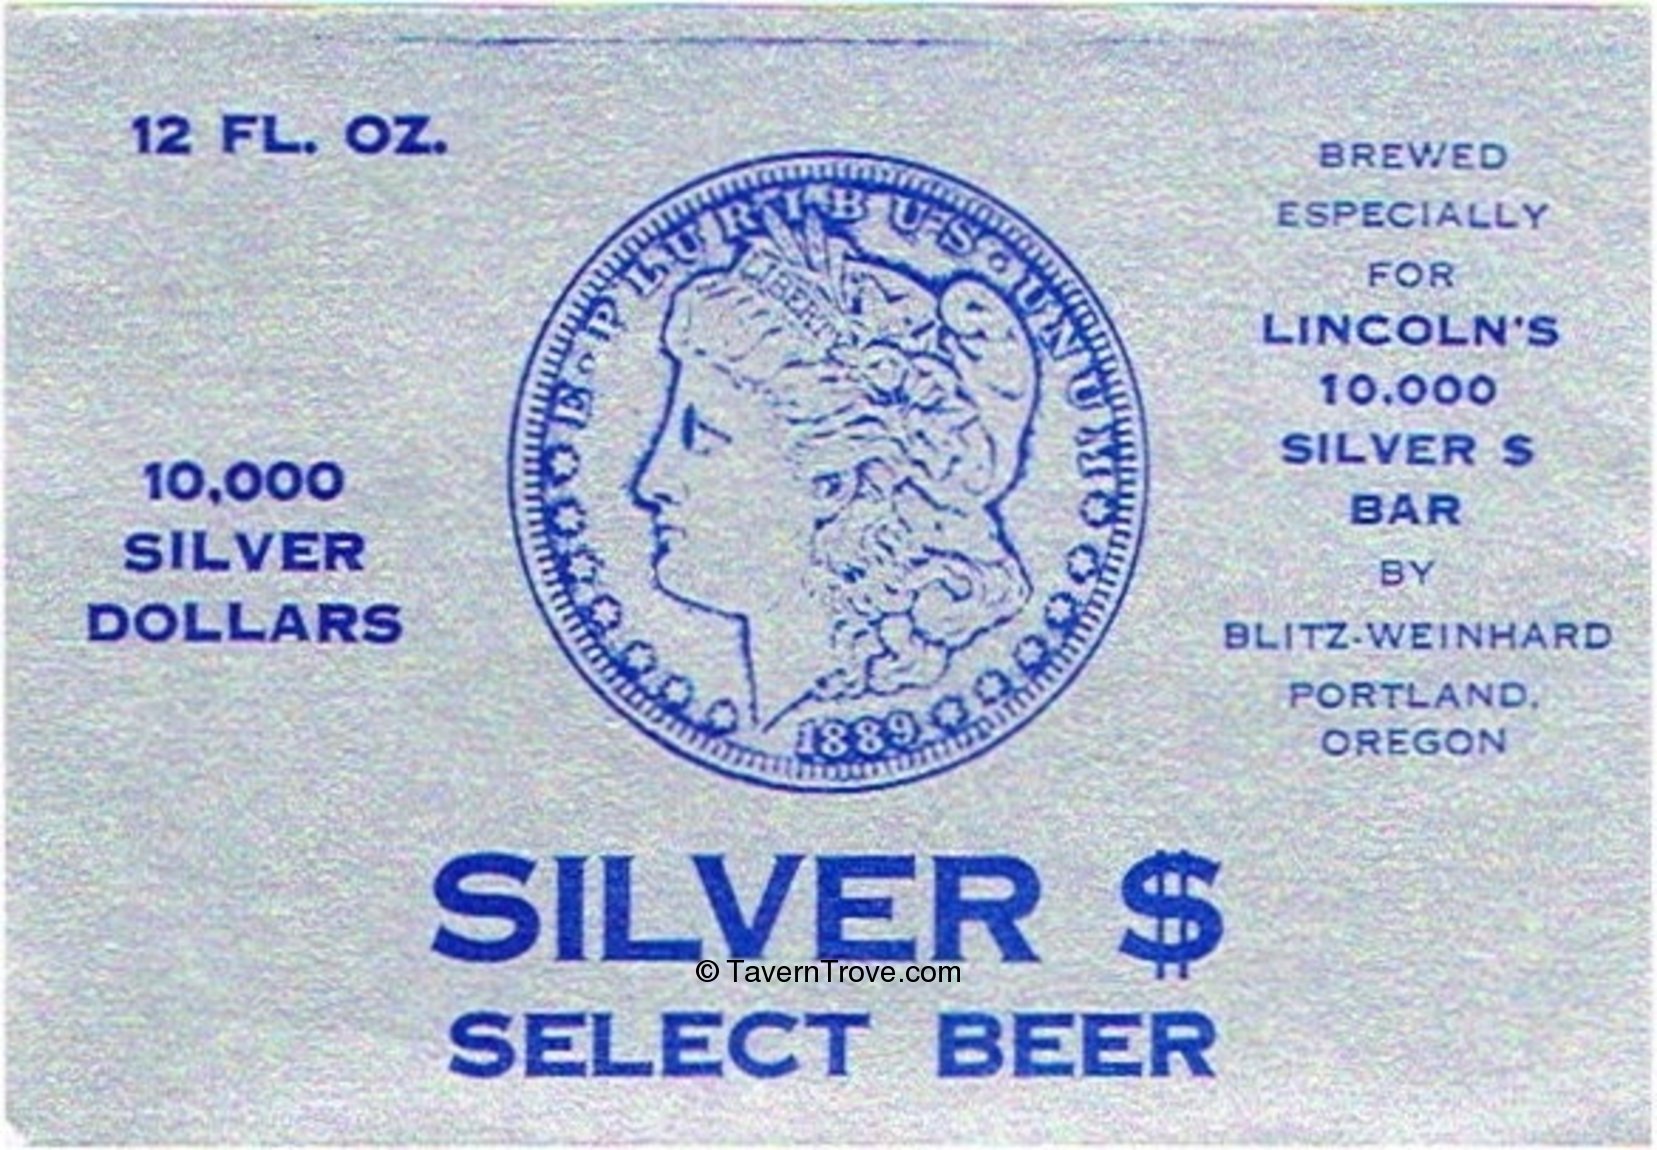 12 FL. OZ.
10,000
SILVER
DOLLARS
E · PLURIBUS · UNUM
LIBERTY
1889
BREWED
ESPECIALLY
FOR
LINCOLN'S
10.000
SILVER $
BAR
BY
BLITZ-WEINHARD
PORTLAND,
OREGON
SILVER $
© TavernTrove.com
SELECT BEER